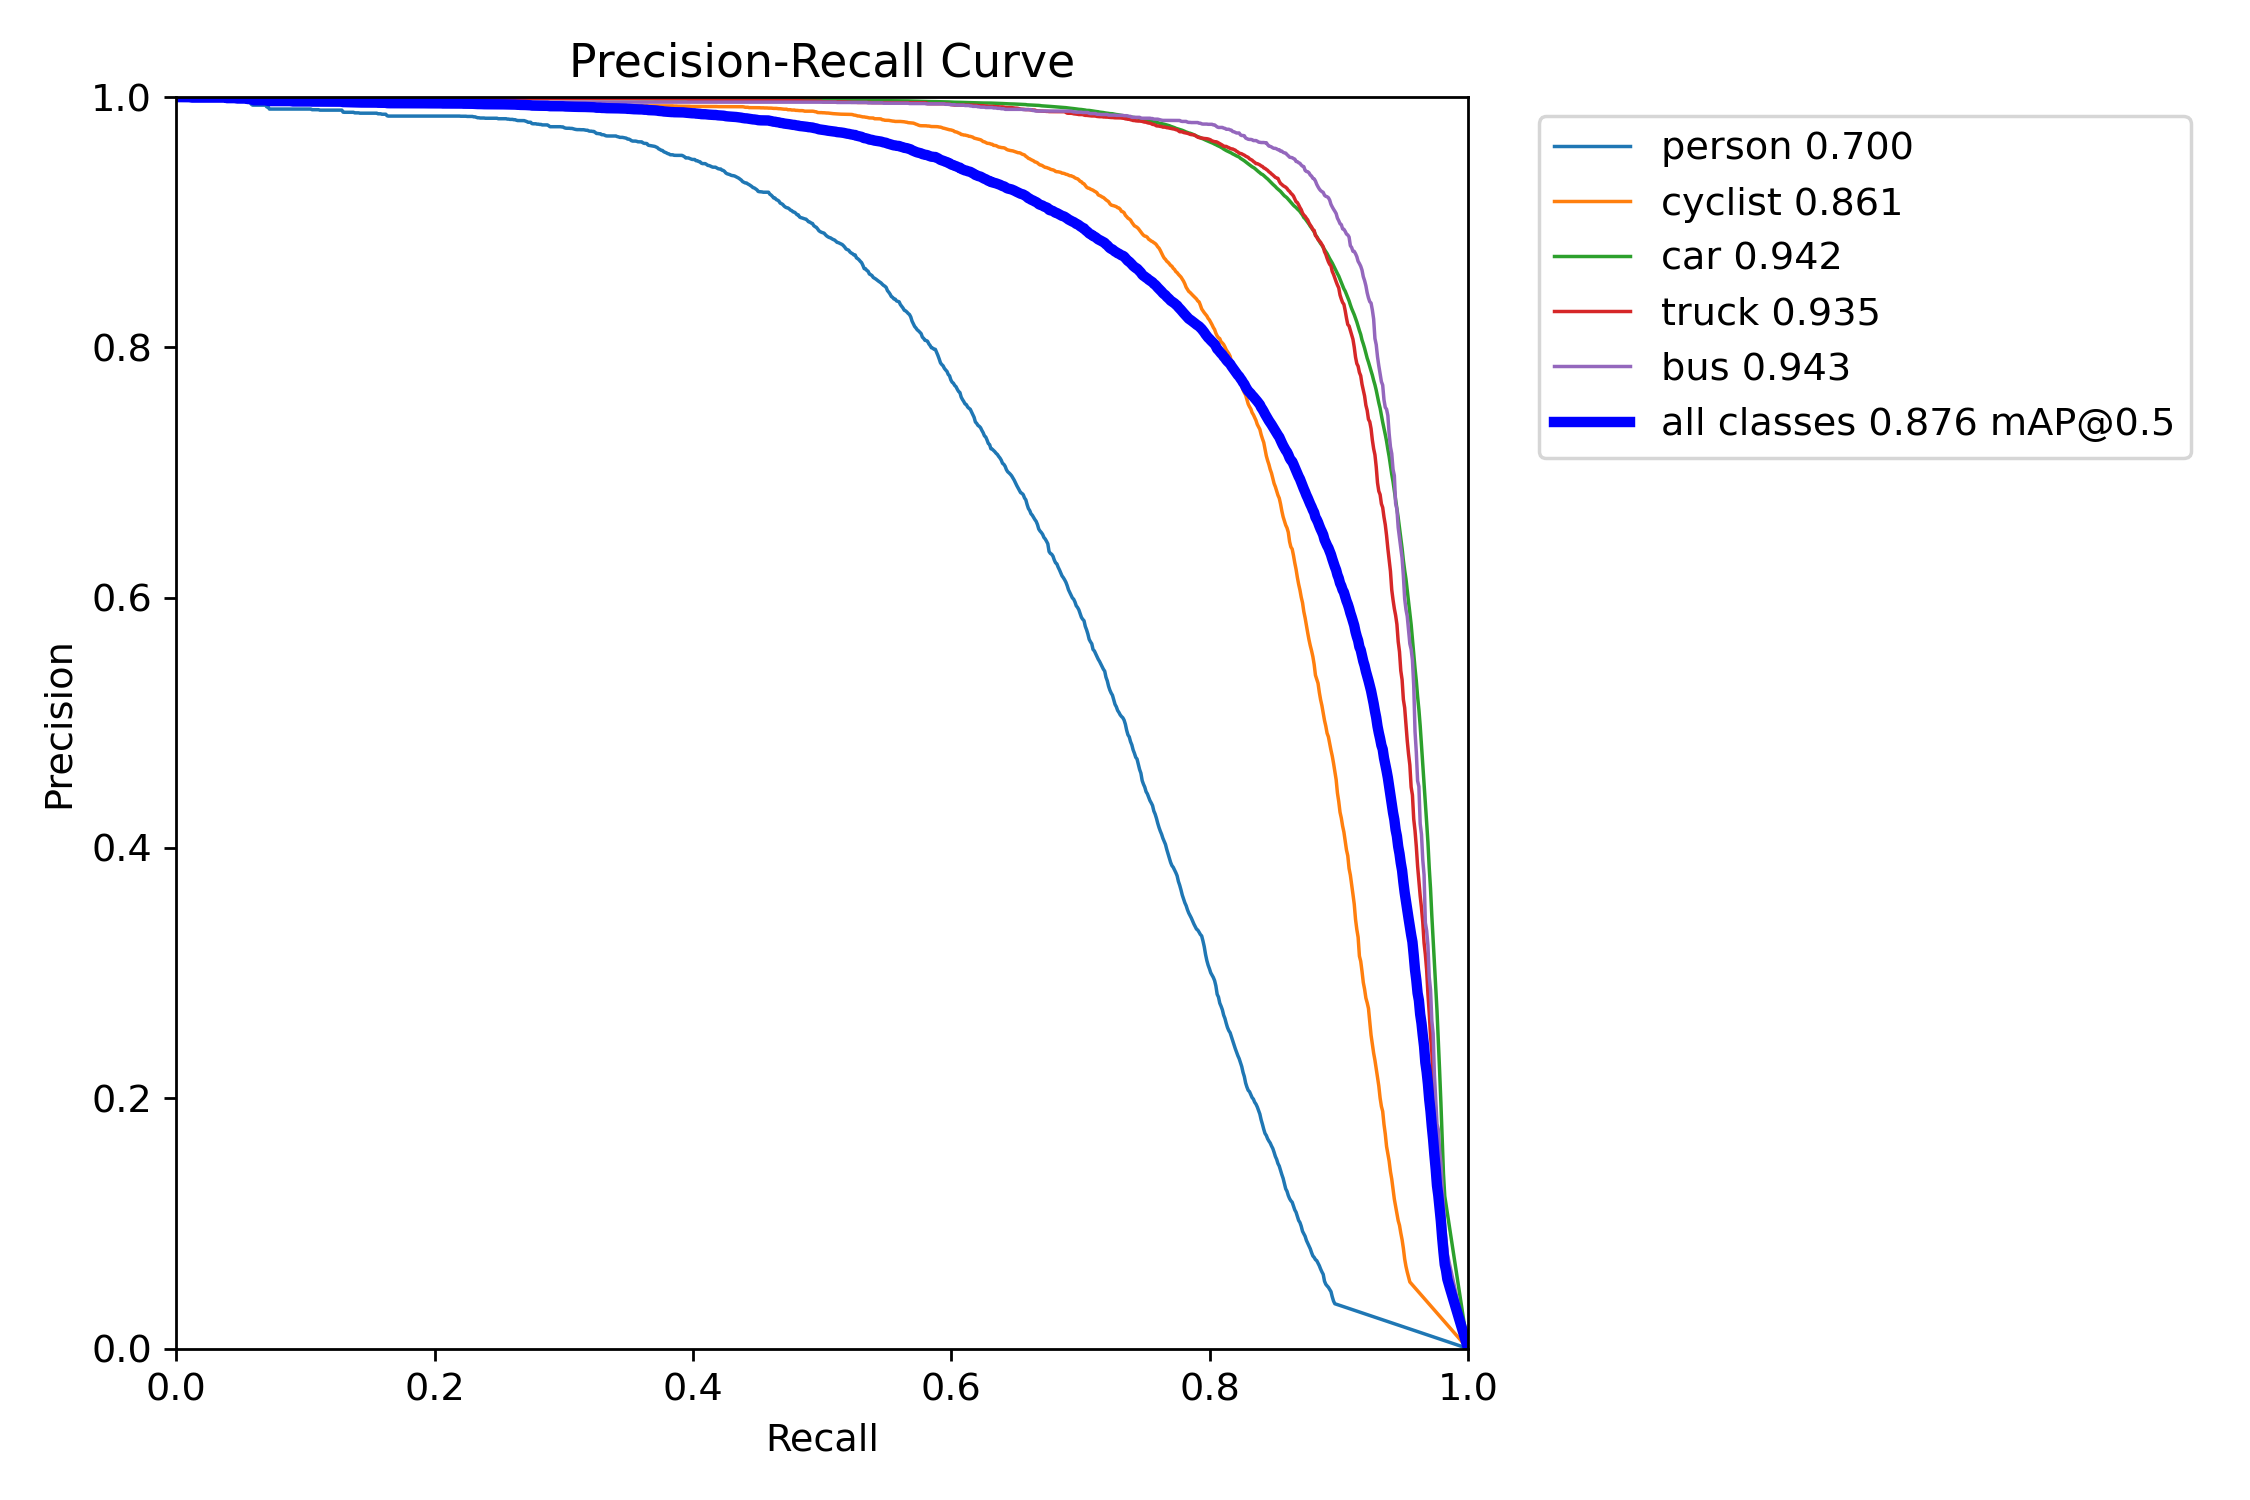 Precision-Recall Curve
1.0
0.8
0.6
0.4
0.2
0.0
Precision
0.0 0.2 0.4 0.6 0.8 1.0
Recall
person 0.700
cyclist 0.861
car 0.942
truck 0.935
bus 0.943
all classes 0.876 mAP@0.5